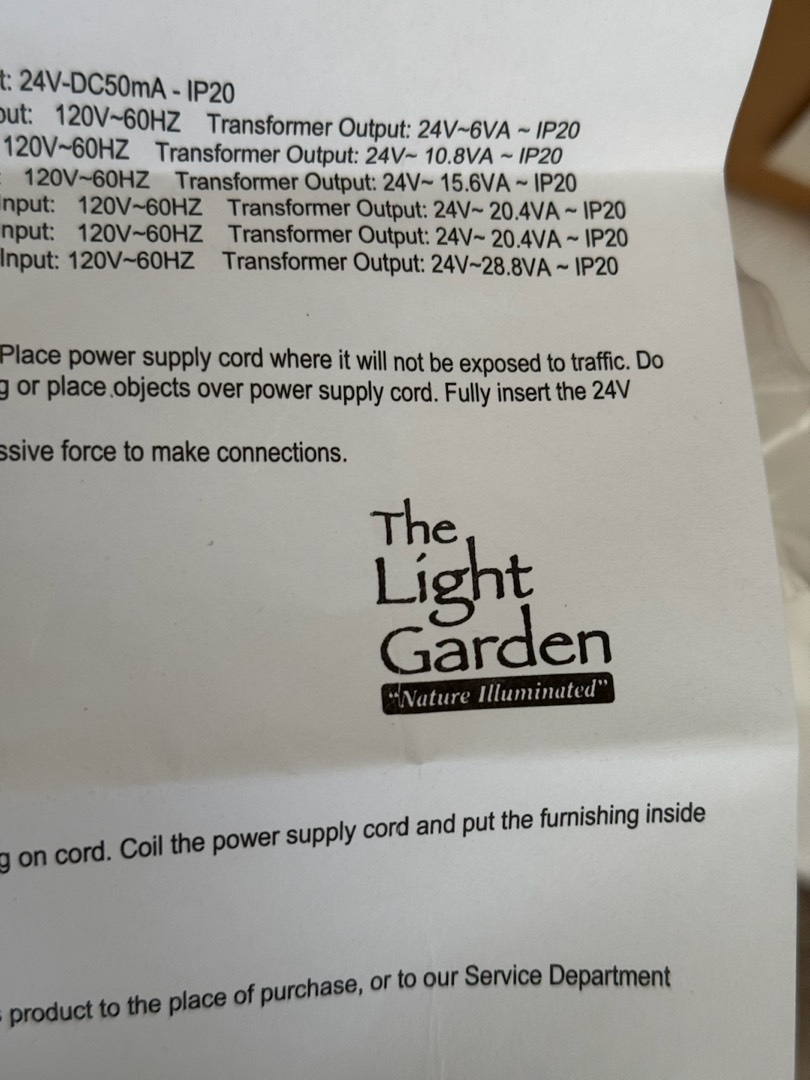 t: 24V-DC50mA - IP20
out: 120V~60HZ Transformer Output: 24V~6VA ~ IP20
120V~60HZ Transformer Output: 24V~ 10.8VA ~ IP20
: 120V~60HZ Transformer Output: 24V~ 15.6VA ~ IP20
nput: 120V~60HZ Transformer Output: 24V~ 20.4VA ~ IP20
nput: 120V~60HZ Transformer Output: 24V~ 20.4VA ~ IP20
Input: 120V~60HZ Transformer Output: 24V~28.8VA ~ IP20
Place power supply cord where it will not be exposed to traffic. Do
g or place objects over power supply cord. Fully insert the 24V
ssive force to make connections.
The
Light
Garden
"Nature Illuminated"
g on cord. Coil the power supply cord and put the furnishing inside
s product to the place of purchase, or to our Service Department